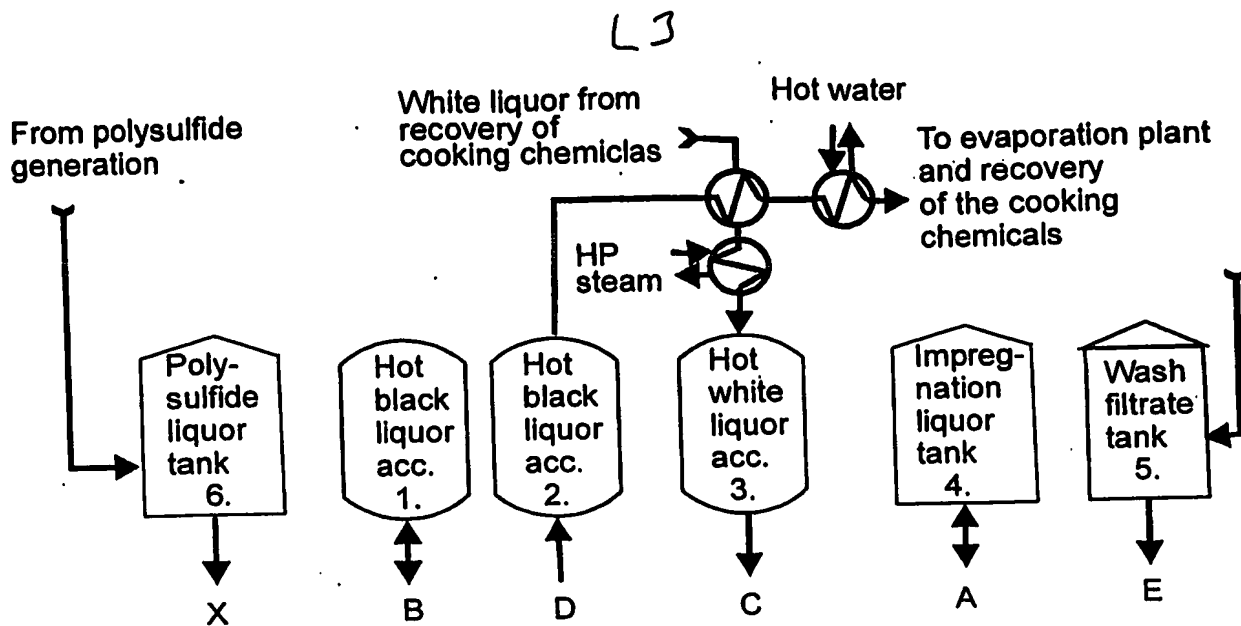 L3
From polysulfide
generation
White liquor from
recovery of
cooking chemiclas
Hot water
To evaporation plant
and recovery
of the cooking
chemicals
HP
steam
Poly-
sulfide
liquor
tank
6.
Hot
black
liquor
acc.
1.
Hot
black
liquor
acc.
2.
Hot
white
liquor
acc.
3.
Impreg-
nation
liquor
tank
4.
Wash
filtrate
tank
5.
X
B
D
C
A
E